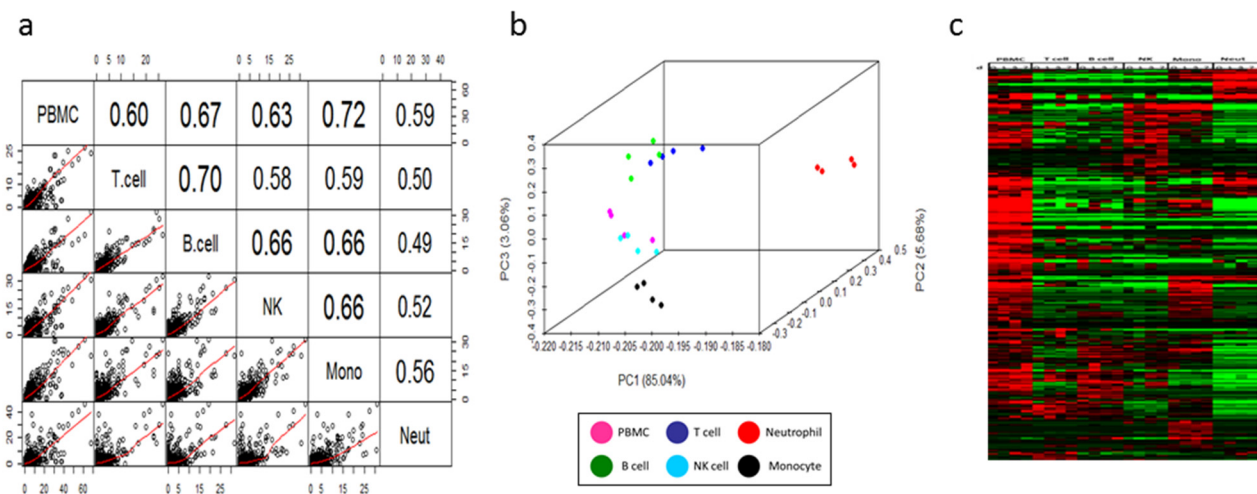 a
b
c
0 5 10 25
0 5 15 25
0 10 20 30 40
PBMC 0.60 0.67 0.63 0.72 0.59
0 30 60
0 10 25
T.cell 0.70 0.58 0.59 0.50
B.cell 0.66 0.66 0.49
0 15 30
0 15 30
NK 0.66 0.52
Mono 0.56
0 15 30
0 20 40
Neut
0 20 40 60
0 5 15 30
0 5 15 25
PC3 (3.06%)
0.4
0.3
0.2
0.1
0.0
-0.1
-0.2
-0.3
-0.4
-0.220 -0.215 -0.210 -0.205 -0.200 -0.195 -0.190 -0.185 -0.180
PC1 (85.04%)
-0.3
-0.2
-0.1
0.0
0.1
0.2
0.3
0.4
0.5
PC2 (5.68%)
PBMC T cell Neutrophil
B cell NK cell Monocyte
PBMC T cell B cell NK Mono Neut